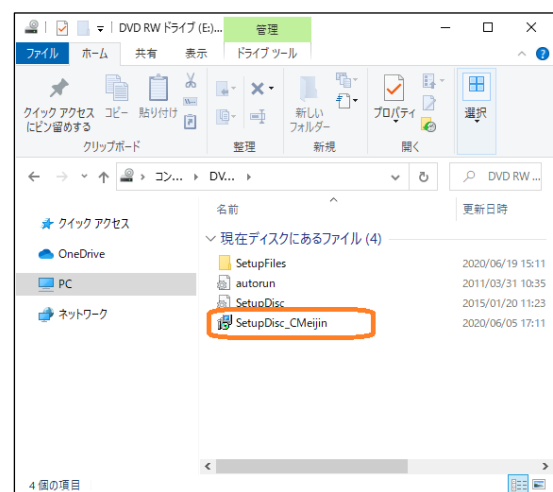 DVD RW ドライブ (E:)... 管理
ファイル ホーム 共有 表示 ドライブ ツール
クイック アクセス にピン留めする コピー 貼り付け 新しい フォルダー プロパティ 選択
クリップボード 整理 新規 開く
コン... DV... DVD RW ...
名前 更新日時
クイック アクセス
現在ディスクにあるファイル (4)
OneDrive
SetupFiles 2020/06/19 15:11
PC
autorun 2011/03/31 10:35
SetupDisc 2015/01/20 11:23
ネットワーク
SetupDisc_CMeijin 2020/06/05 17:11
4 個の項目